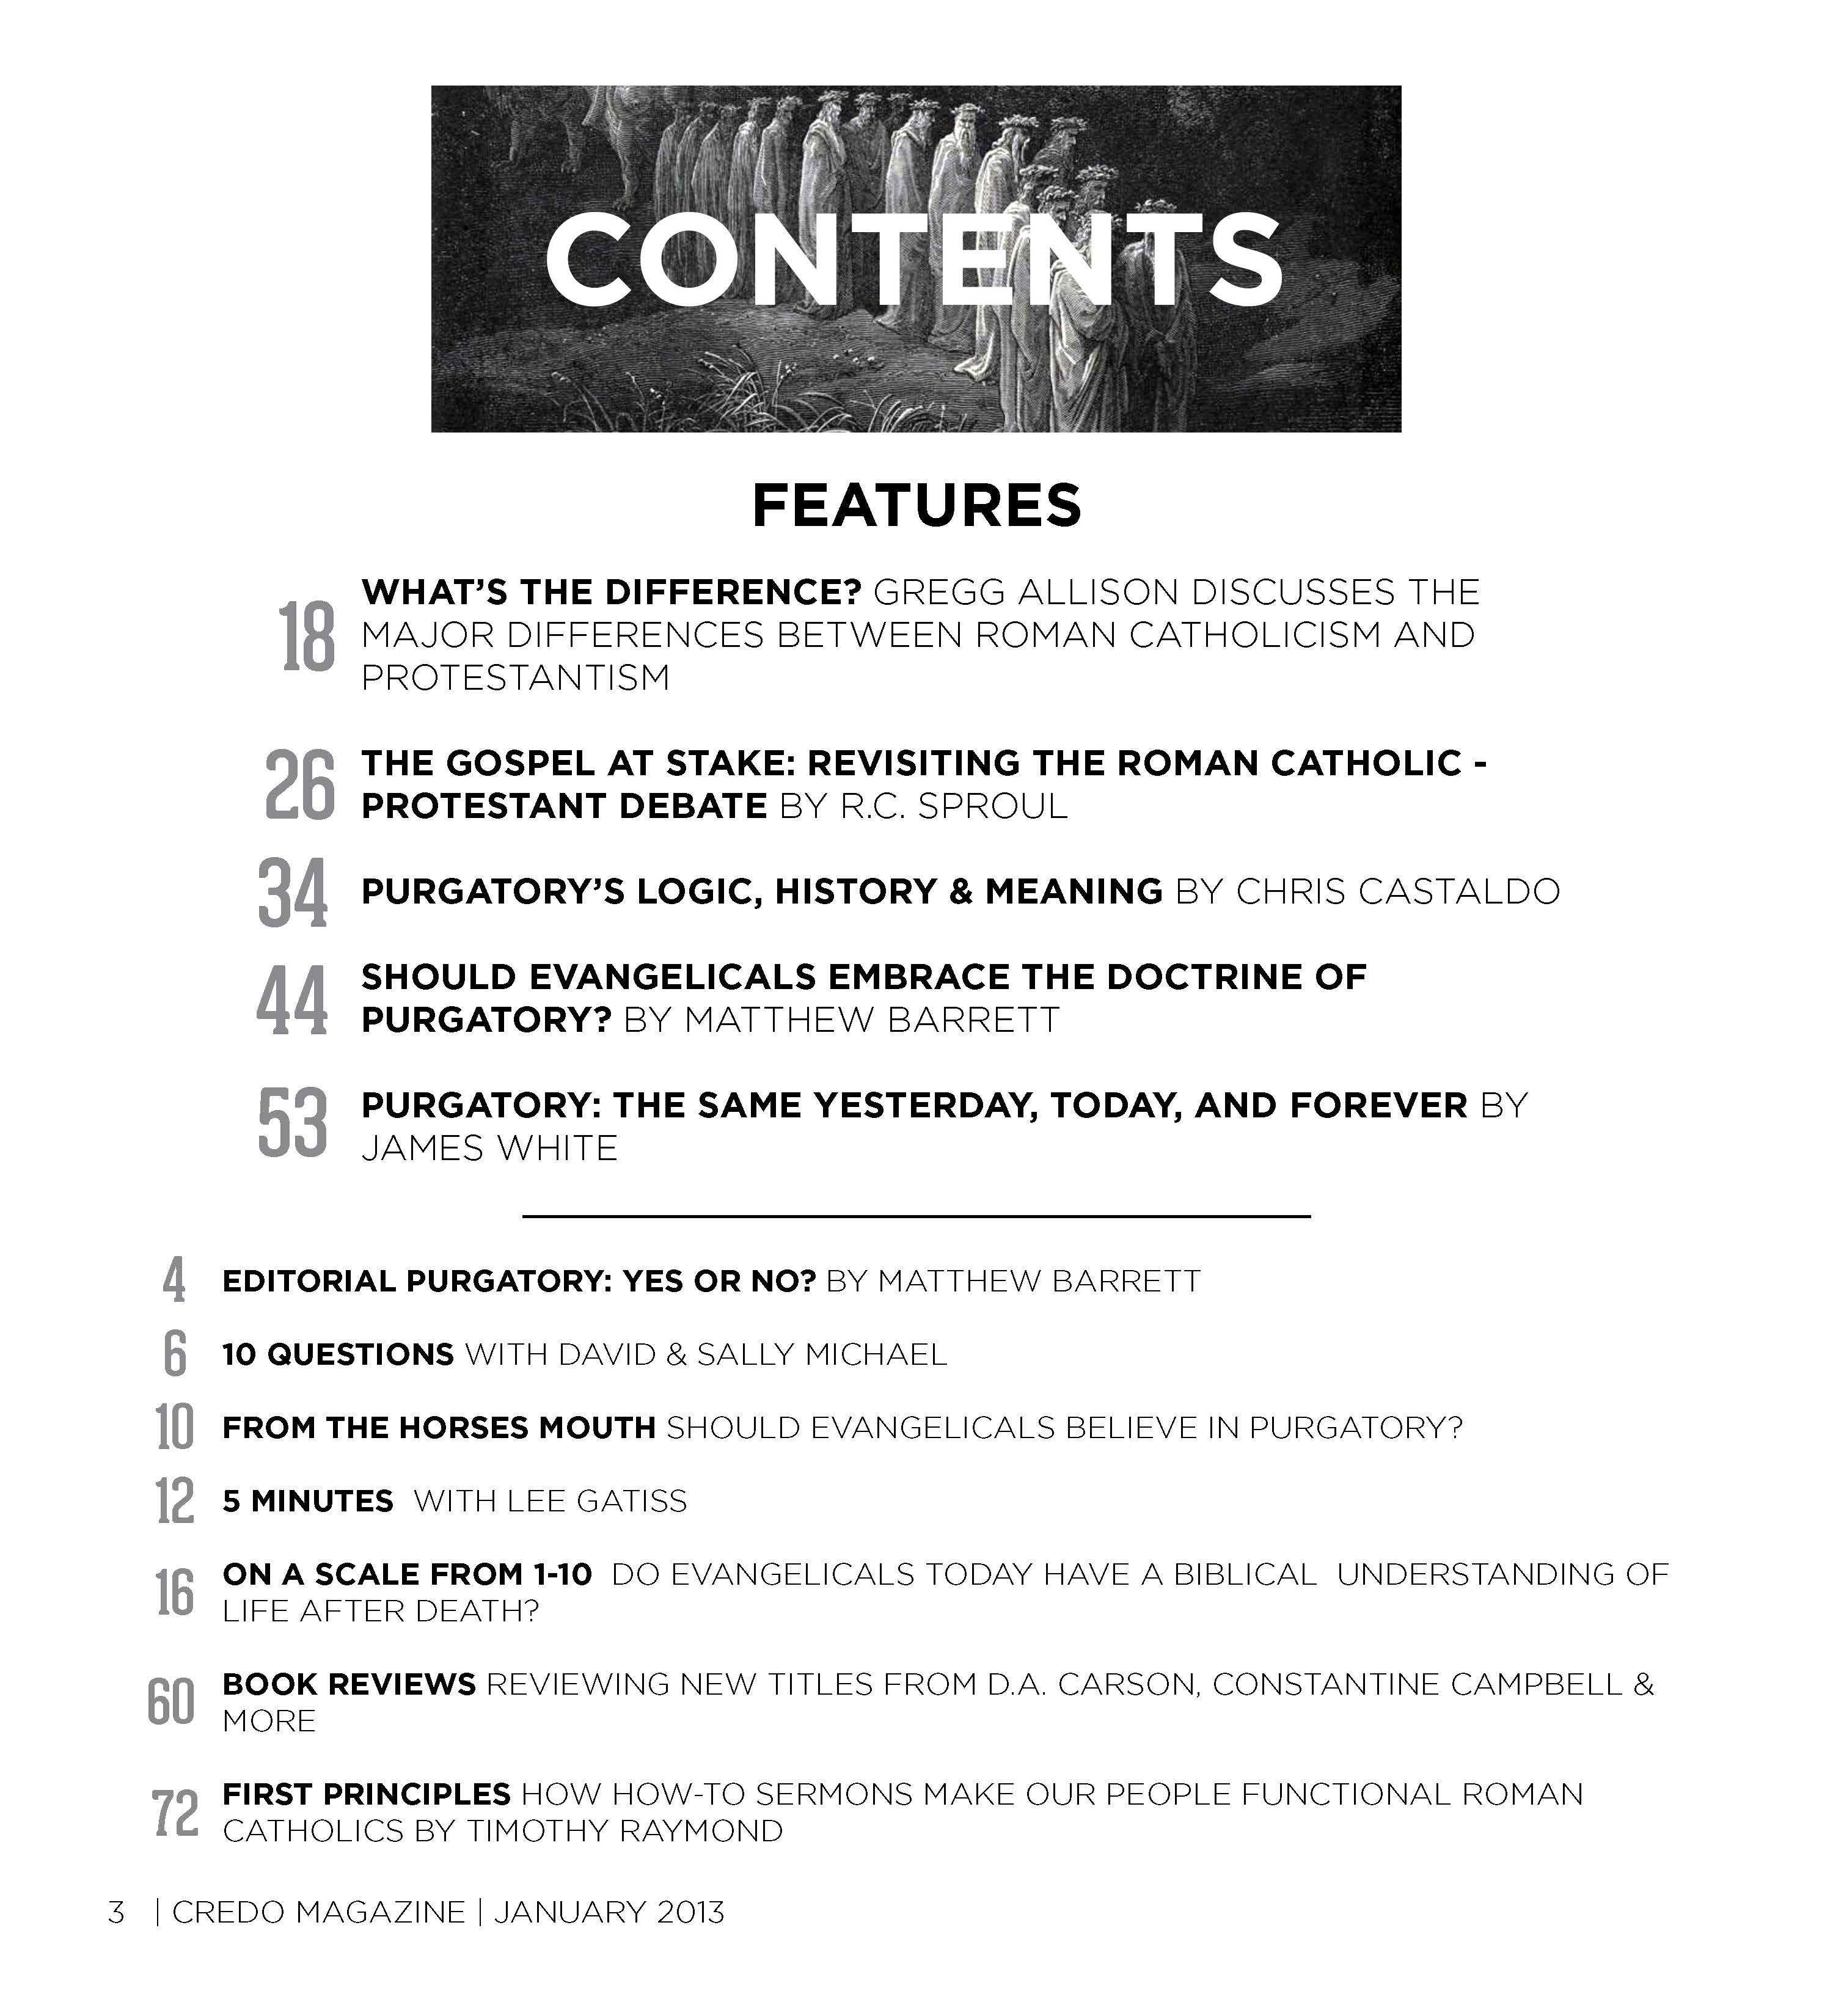 CONTENTS
FEATURES
18
WHAT’S THE DIFFERENCE? GREGG ALLISON DISCUSSES THE
MAJOR DIFFERENCES BETWEEN ROMAN CATHOLICISM AND
PROTESTANTISM
26
THE GOSPEL AT STAKE: REVISITING THE ROMAN CATHOLIC -
PROTESTANT DEBATE BY R.C. SPROUL
34
PURGATORY’S LOGIC, HISTORY & MEANING BY CHRIS CASTALDO
44
SHOULD EVANGELICALS EMBRACE THE DOCTRINE OF
PURGATORY? BY MATTHEW BARRETT
53
PURGATORY: THE SAME YESTERDAY, TODAY, AND FOREVER BY
JAMES WHITE
4 EDITORIAL PURGATORY: YES OR NO? BY MATTHEW BARRETT
6 10 QUESTIONS WITH DAVID & SALLY MICHAEL
10 FROM THE HORSES MOUTH SHOULD EVANGELICALS BELIEVE IN PURGATORY?
12 5 MINUTES WITH LEE GATISS
16
ON A SCALE FROM 1-10 DO EVANGELICALS TODAY HAVE A BIBLICAL UNDERSTANDING OF
LIFE AFTER DEATH?
60
BOOK REVIEWS REVIEWING NEW TITLES FROM D.A. CARSON, CONSTANTINE CAMPBELL &
MORE
72
FIRST PRINCIPLES HOW HOW-TO SERMONS MAKE OUR PEOPLE FUNCTIONAL ROMAN
CATHOLICS BY TIMOTHY RAYMOND
3 | CREDO MAGAZINE | JANUARY 2013